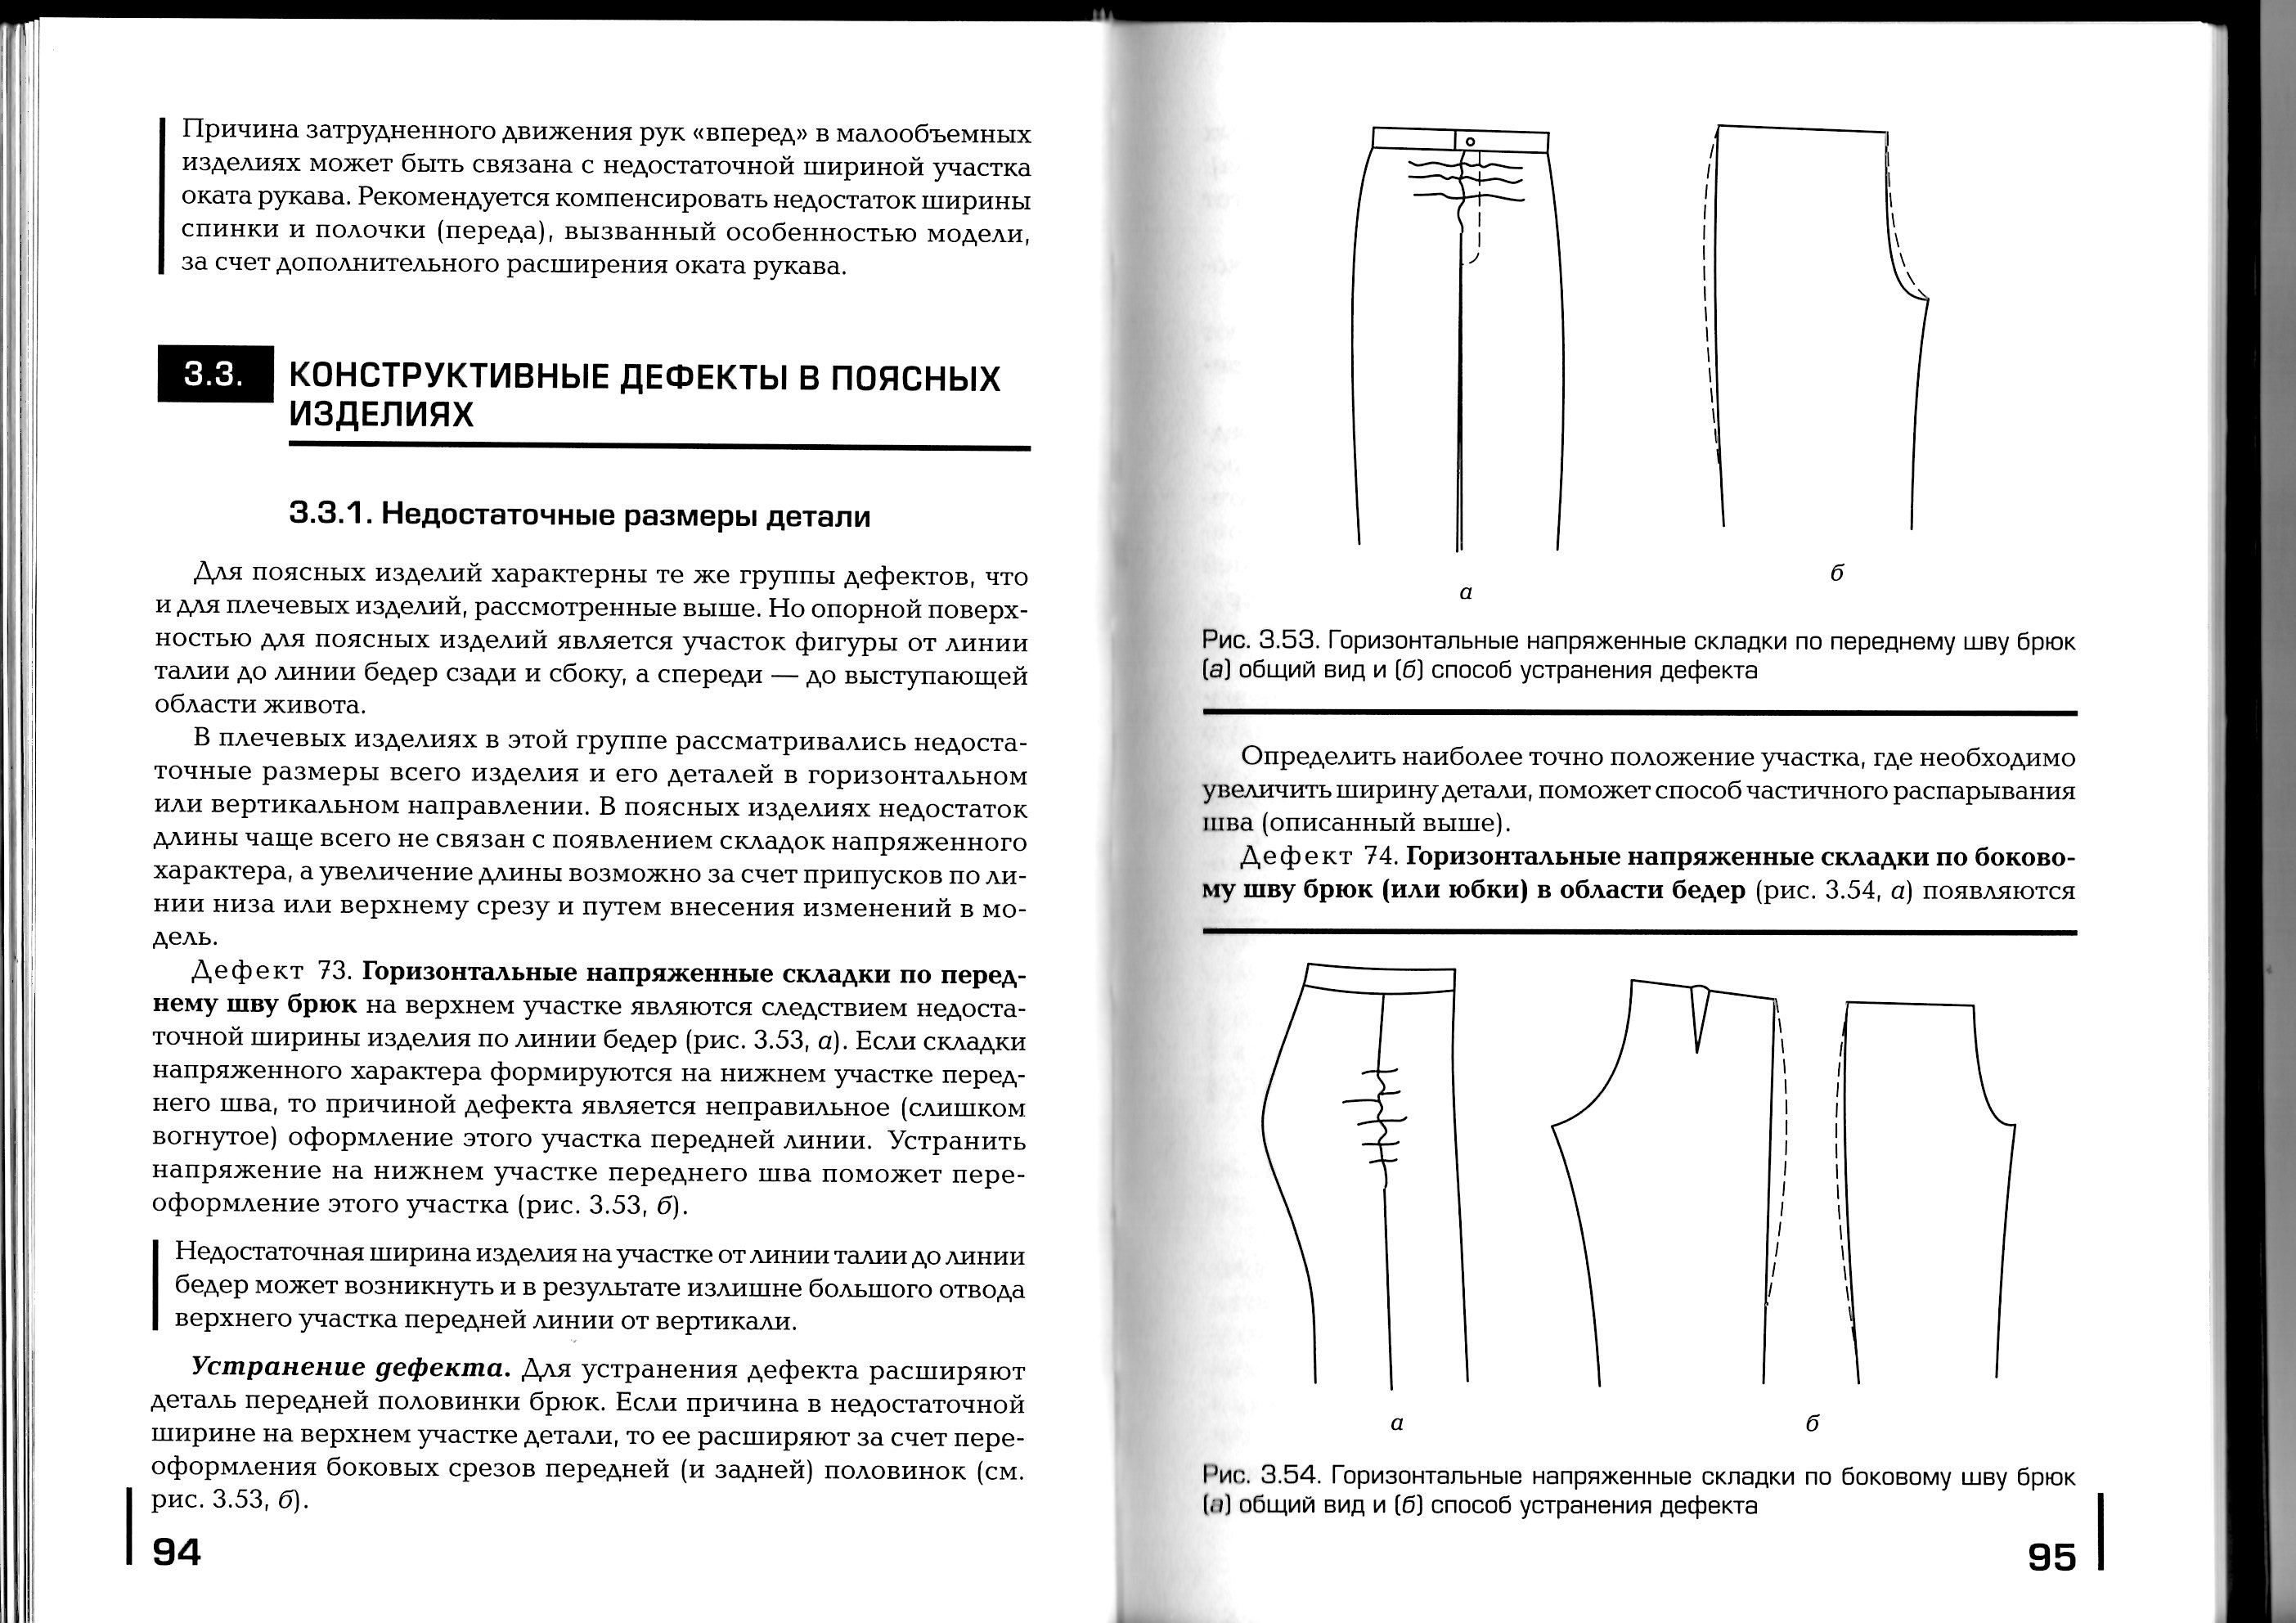 Причина затрудненного движения рук «вперед» в малообъемных
изделиях может быть связана с недостаточной шириной участка
оката рукава. Рекомендуется компенсировать недостаток ширины
спинки и полочки (переда), вызванный особенностью модели,
за счет дополнительного расширения оката рукава.
3.3. КОНСТРУКТИВНЫЕ ДЕФЕКТЫ В ПОЯСНЫХ
ИЗДЕЛИЯХ
3.3.1. Недостаточные размеры детали
Для поясных изделий характерны те же группы дефектов, что
и для плечевых изделий, рассмотренные выше. Но опорной поверх-
ностью для поясных изделий является участок фигуры от линии
талии до линии бедер сзади и сбоку, а спереди — до выступающей
области живота.
В плечевых изделиях в этой группе рассматривались недоста-
точные размеры всего изделия и его деталей в горизонтальном
или вертикальном направлении. В поясных изделиях недостаток
длины чаще всего не связан с появлением складок напряженного
характера, а увеличение длины возможно за счет припусков по ли-
нии низа или верхнему срезу и путем внесения изменений в мо-
дель.
Дефект 73. Горизонтальные напряженные складки по перед-
нему шву брюк на верхнем участке являются следствием недоста-
точной ширины изделия по линии бедер (рис. 3.53, а). Если складки
напряженного характера формируются на нижнем участке перед-
него шва, то причиной дефекта является неправильное (слишком
вогнутое) оформление этого участка передней линии. Устранить
напряжение на нижнем участке переднего шва поможет пере-
оформление этого участка (рис. 3.53, б).
Недостаточная ширина изделия на участке от линии талии до линии
бедер может возникнуть и в результате излишне большого отвода
верхнего участка передней линии от вертикали.
Устранение дефекта. Для устранения дефекта расширяют
деталь передней половинки брюк. Если причина в недостаточной
ширине на верхнем участке детали, то ее расширяют за счет пере-
оформления боковых срезов передней (и задней) половинок (см.
рис. 3.53, б).
94
а
б
Рис. 3.53. Горизонтальные напряженные складки по переднему шву брюк
(а) общий вид и (б) способ устранения дефекта
Определить наиболее точно положение участка, где необходимо
увеличить ширину детали, поможет способ частичного распарывания
шва (описанный выше).
Дефект 74. Горизонтальные напряженные складки по боково-
му шву брюк (или юбки) в области бедер (рис. 3.54, а) появляются
а
б
Рис. 3.54. Горизонтальные напряженные складки по боковому шву брюк
(а) общий вид и (б) способ устранения дефекта
95